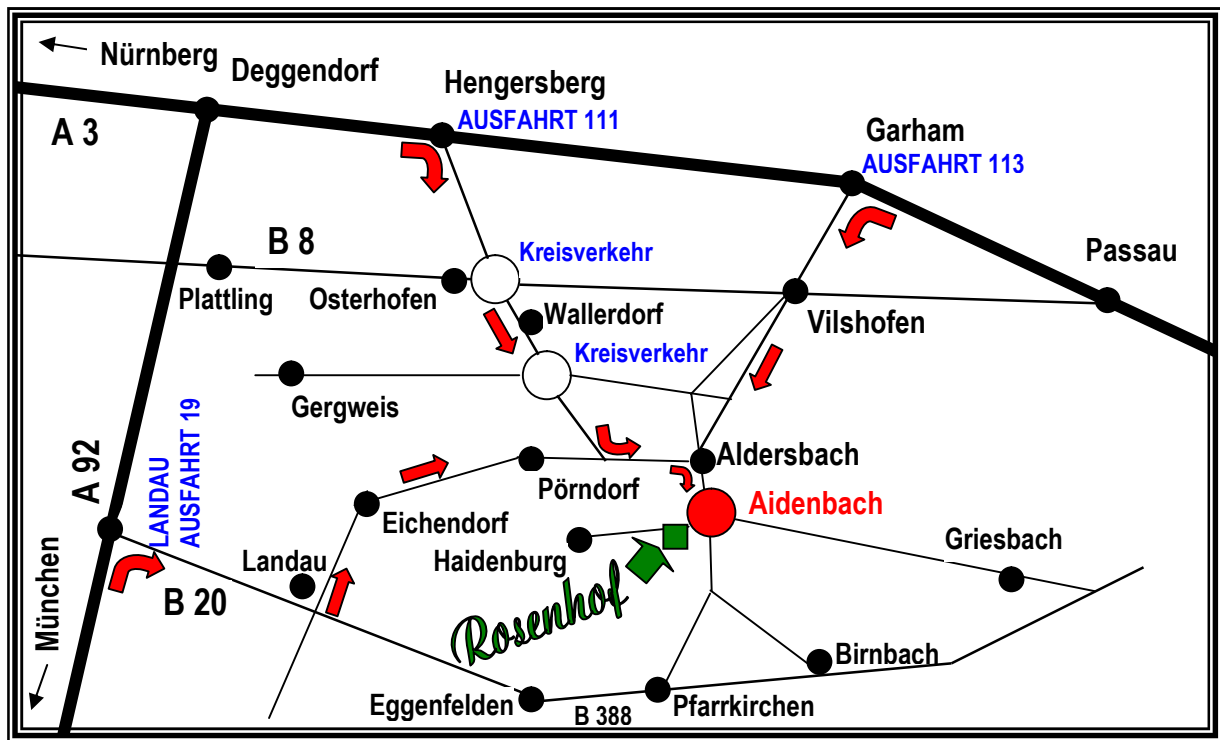 Nürnberg
Deggendorf
Hengersberg
AUSFAHRT 111
A 3
Garham
AUSFAHRT 113
B 8
Kreisverkehr
Passau
Plattling
Osterhofen
Wallerdorf
Vilshofen
Kreisverkehr
Gergweis
A 92
LANDAU
AUSFAHRT 19
Pörndorf
Aldersbach
Eichendorf
Aidenbach
Haidenburg
Griesbach
Landau
B 20
Rosenhof
München
Birnbach
Eggenfelden
B 388
Pfarrkirchen